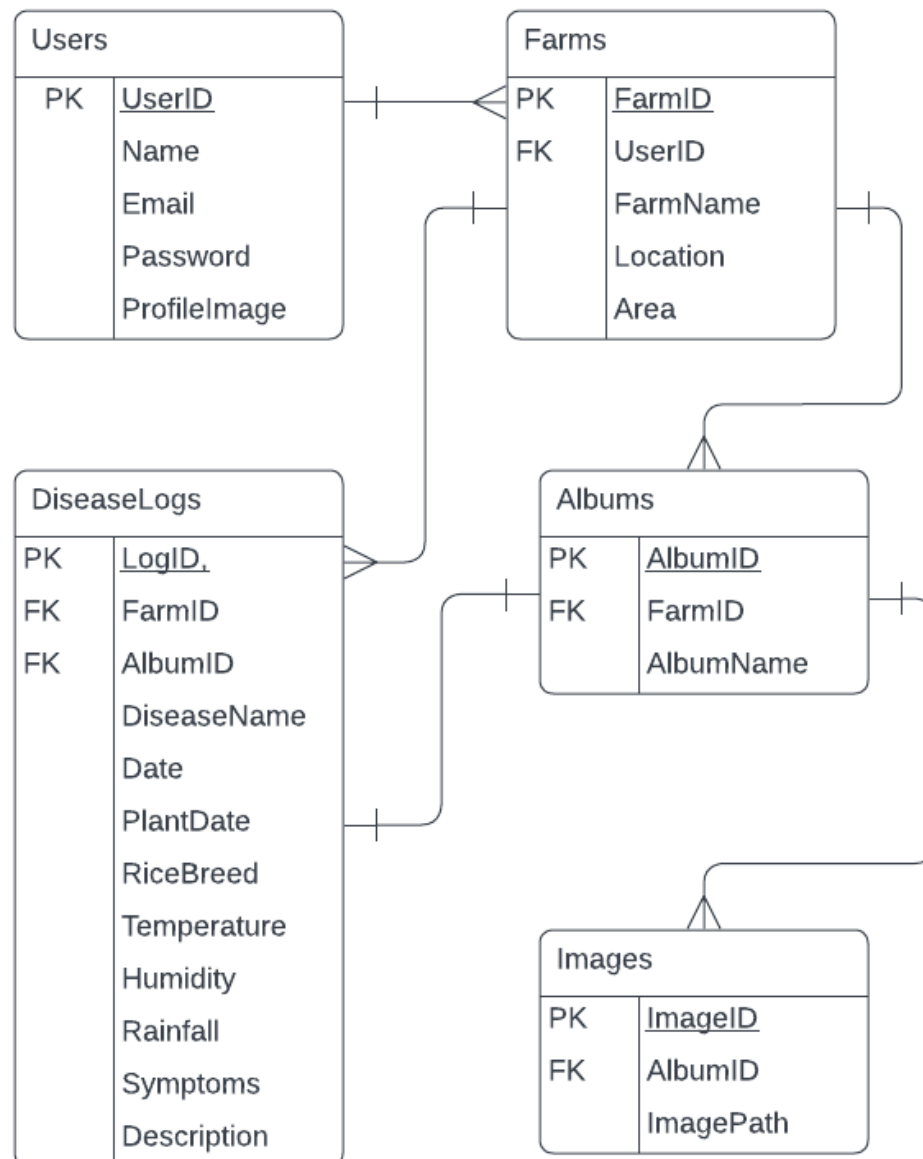 Users
PK UserID
Name
Email
Password
ProfileImage
Farms
PK FarmID
FK UserID
FarmName
Location
Area
DiseaseLogs
PK LogID,
FK FarmID
FK AlbumID
DiseaseName
Date
PlantDate
RiceBreed
Temperature
Humidity
Rainfall
Symptoms
Description
Albums
PK AlbumID
FK FarmID
AlbumName
Images
PK ImageID
FK AlbumID
ImagePath